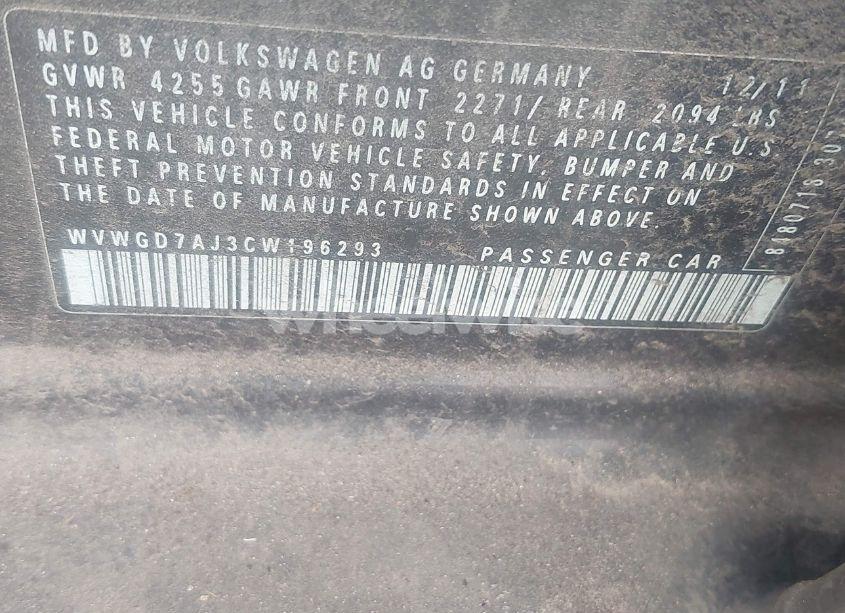 MFD BY VOLKSWAGEN AG GERMANY 12/11
GVWR 4255 GAWR FRONT 2271/ REAR 2094 LBS
THIS VEHICLE CONFORMS TO ALL APPLICABLE U.S
FEDERAL MOTOR VEHICLE SAFETY, BUMPER AND
THEFT PREVENTION STANDARDS IN EFFECT ON
THE DATE OF MANUFACTURE SHOWN ABOVE.
WVWGD7AJ3CW196293 PASSENGER CAR
wheelwise